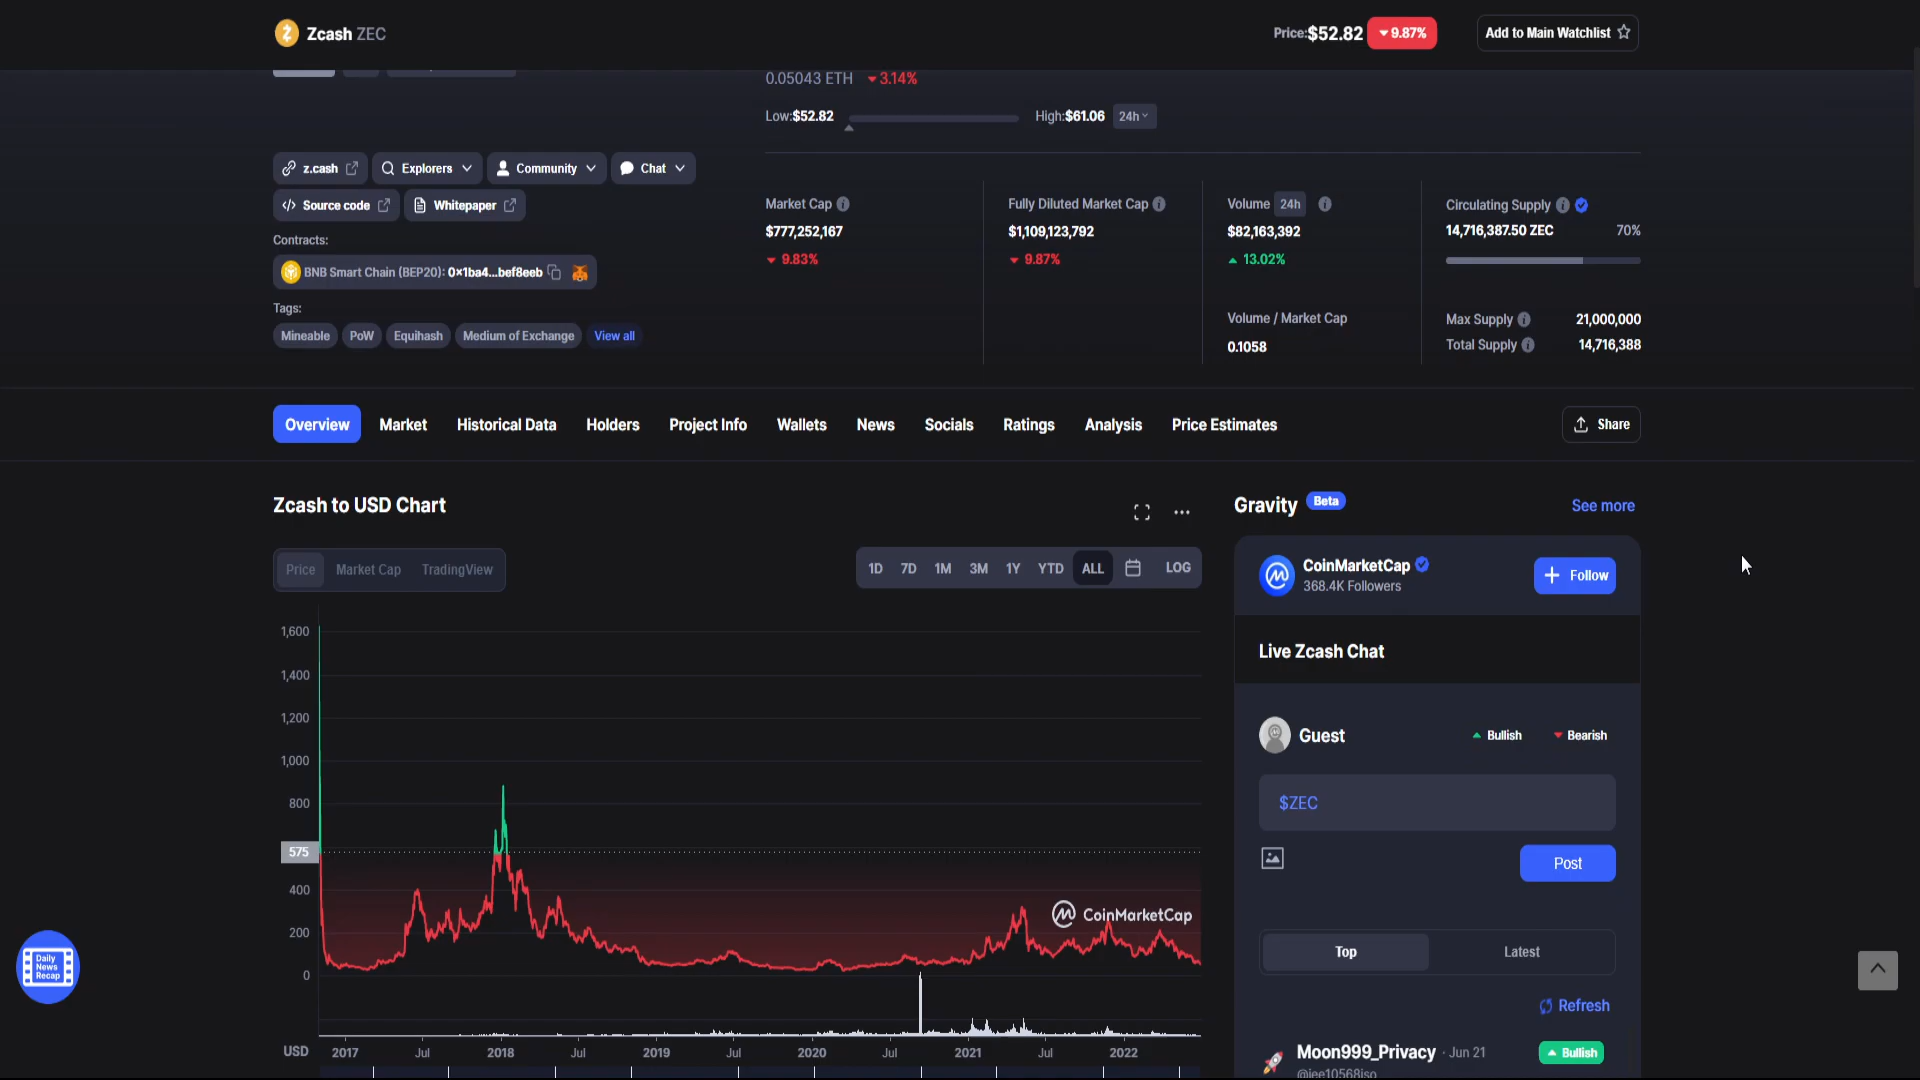 Zcash ZEC
Price:$52.82 9.87%
Add to Main Watchlist
0.05043 ETH 3.14%
Low:$52.82
High:$61.06 24h
z.cash
Explorers
Community
Chat
Source code
Whitepaper
Contracts:
BNB Smart Chain (BEP20): 0x1ba4...bef8eeb
Tags:
Mineable
PoW
Equihash
Medium of Exchange
View all
Market Cap
$777,252,167
9.83%
Fully Diluted Market Cap
$1,109,123,792
9.87%
Volume 24h
$82,163,392
13.02%
Volume / Market Cap
0.1058
Circulating Supply
14,716,387.50 ZEC 70%
Max Supply 21,000,000
Total Supply 14,716,388
Overview
Market
Historical Data
Holders
Project Info
Wallets
News
Socials
Ratings
Analysis
Price Estimates
Share
Zcash to USD Chart
Price
Market Cap
TradingView
1D 7D 1M 3M 1Y YTD ALL LOG
1,600
1,400
1,200
1,000
800
575
400
200
0
CoinMarketCap
USD 2017 Jul 2018 Jul 2019 Jul 2020 Jul 2021 Jul 2022
Gravity Beta
See more
CoinMarketCap
368.4K Followers
Follow
Live Zcash Chat
Guest
Bullish
Bearish
$ZEC
Post
Top
Latest
Refresh
Moon999_Privacy · Jun 21
Bullish
Daily
News
Recap